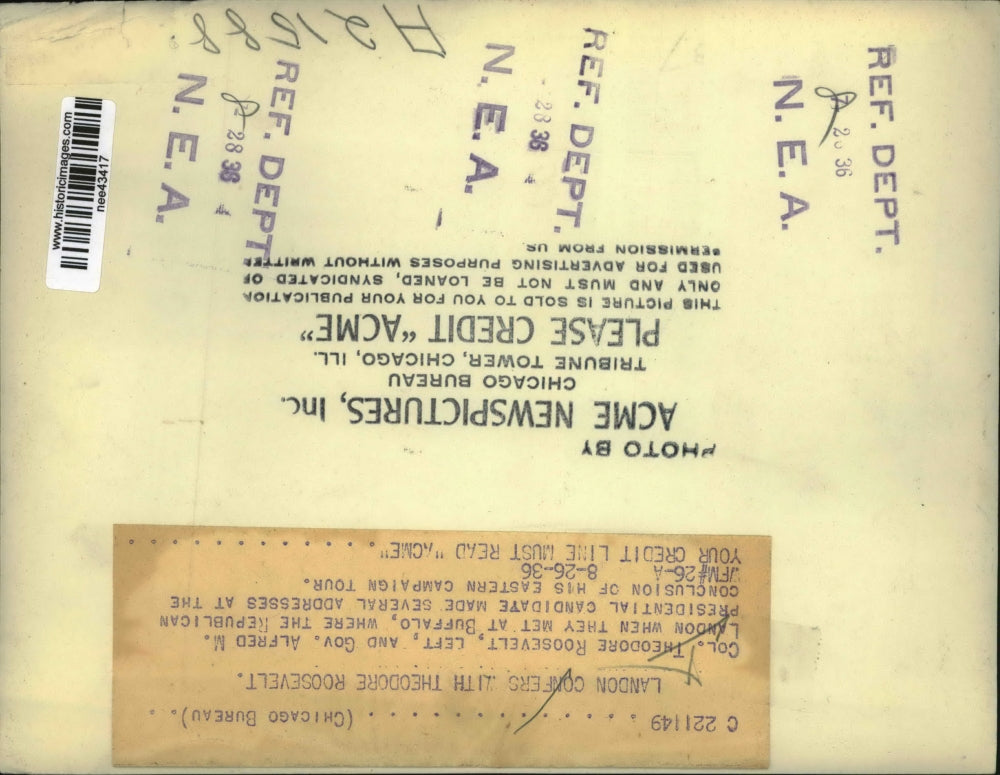 A21588
www.historicimages.com
nee43417
REF. DEPT.
28 36
N. E. A.
REF. DEPT.
28 36
N. E. A.
REF. DEPT.
36
N. E. A.
PHOTO BY
ACME NEWSPICTURES, Inc.
CHICAGO BUREAU
TRIBUNE TOWER, CHICAGO, ILL.
PLEASE CREDIT "ACME"
THIS PICTURE IS SOLD TO YOU FOR YOUR PUBLICATION
ONLY AND MUST NOT BE LOANED, SYNDICATED OR
USED FOR ADVERTISING PURPOSES WITHOUT WRITTEN
PERMISSION FROM US.
C 221149 . . . . . . . . . . . . . . . (CHICAGO BUREAU) . .
LANDON CONFERS WITH THEODORE ROOSEVELT.
COL. THEODORE ROOSEVELT, LEFT, AND GOV. ALFRED M.
LANDON WHEN THEY MET AT BUFFALO, WHERE THE REPUBLICAN
PRESIDENTIAL CANDIDATE MADE SEVERAL ADDRESSES AT THE
CONCLUSION OF HIS EASTERN CAMPAIGN TOUR.
WFM#26-A 8-26-36
YOUR CREDIT LINE MUST READ "ACME" . . . . . . . . . . . . .